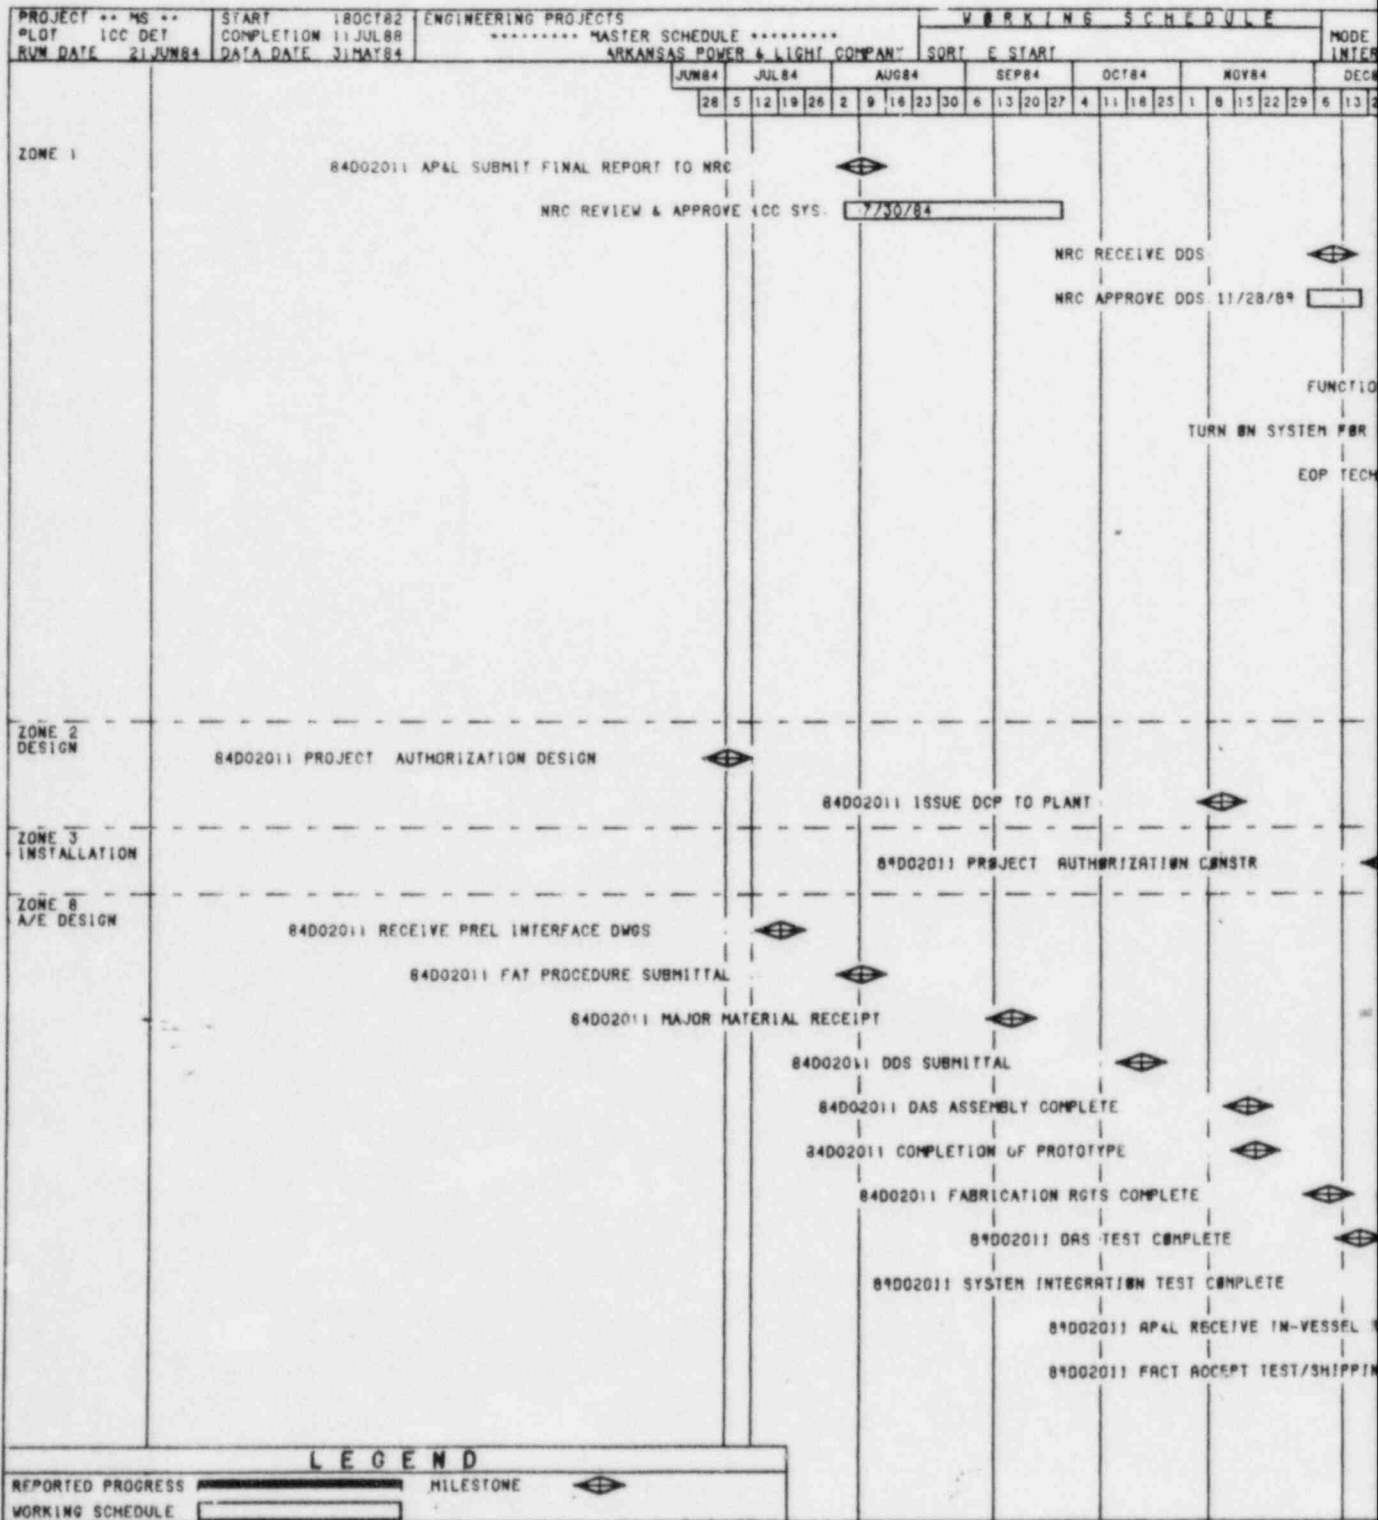 PROJECT ** MS ** START 18OCT82 ENGINEERING PROJECTS WORKING SCHEDULE
PLOT ICC DET COMPLETION 11JUL88 ********* MASTER SCHEDULE ********* MODE
RUN DATE 21JUN84 DATA DATE 31MAY84 ARKANSAS POWER & LIGHT COMPANY SORT E START INTER
JUN84 JUL84 AUG84 SEP84 OCT84 NOV84 DEC8
28 5 12 19 26 2 9 16 23 30 6 13 20 27 4 11 18 25 1 8 15 22 29 6 13 2
ZONE 1
84D02011 AP&L SUBMIT FINAL REPORT TO NRC
NRC REVIEW & APPROVE ICC SYS. 7/30/84
NRC RECEIVE DDS
NRC APPROVE DDS 11/28/84
FUNCTIO
TURN ON SYSTEM FOR
EOP TECH
ZONE 2
DESIGN
84D02011 PROJECT AUTHORIZATION DESIGN
84D02011 ISSUE DCP TO PLANT
ZONE 3
INSTALLATION
84D02011 PROJECT AUTHORIZATION CONSTR
ZONE 8
A/E DESIGN
84D02011 RECEIVE PREL INTERFACE DWGS
84D02011 FAT PROCEDURE SUBMITTAL
84D02011 MAJOR MATERIAL RECEIPT
84D02011 DDS SUBMITTAL
84D02011 DAS ASSEMBLY COMPLETE
84D02011 COMPLETION OF PROTOTYPE
84D02011 FABRICATION RGTS COMPLETE
84D02011 DAS TEST COMPLETE
84D02011 SYSTEM INTEGRATION TEST COMPLETE
84D02011 AP&L RECEIVE IN-VESSEL
84D02011 FACT ACCEPT TEST/SHIPPIN
LEGEND
REPORTED PROGRESS MILESTONE
WORKING SCHEDULE